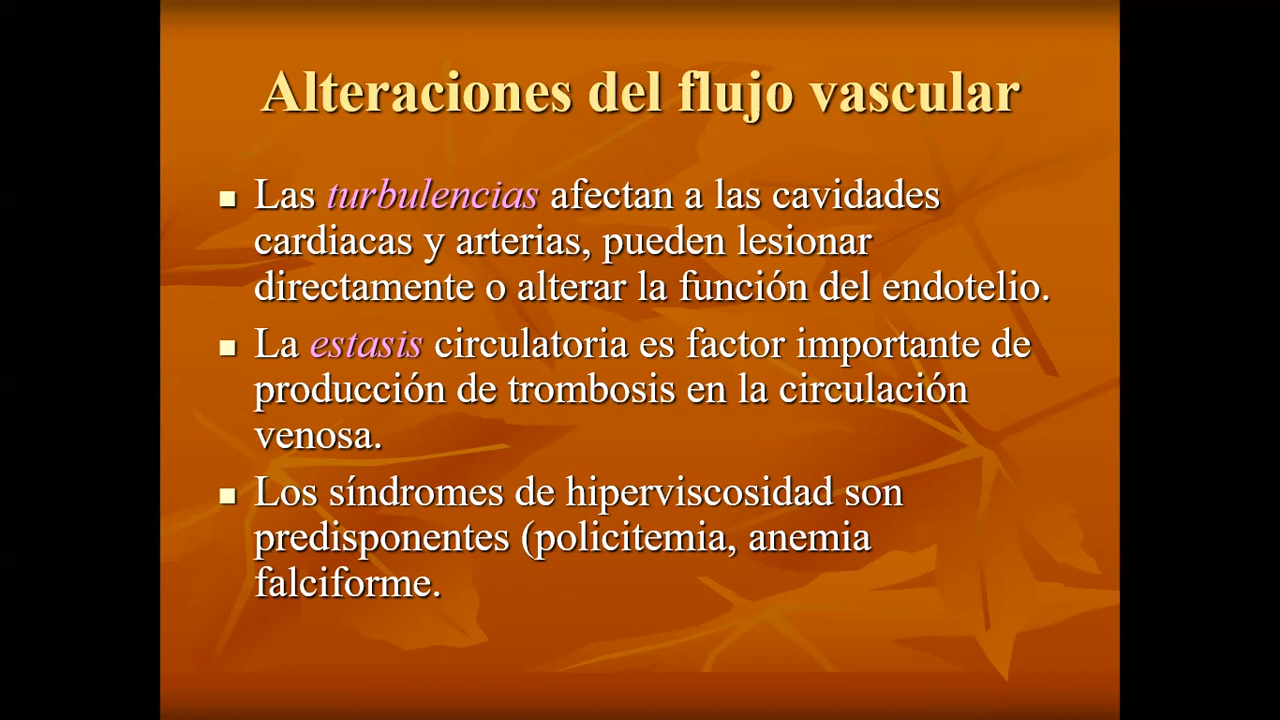 Alteraciones del flujo vascular
Las turbulencias afectan a las cavidades
cardiacas y arterias, pueden lesionar
directamente o alterar la función del endotelio.
La estasis circulatoria es factor importante de
producción de trombosis en la circulación
venosa.
Los síndromes de hiperviscosidad son
predisponentes (policitemia, anemia
falciforme.